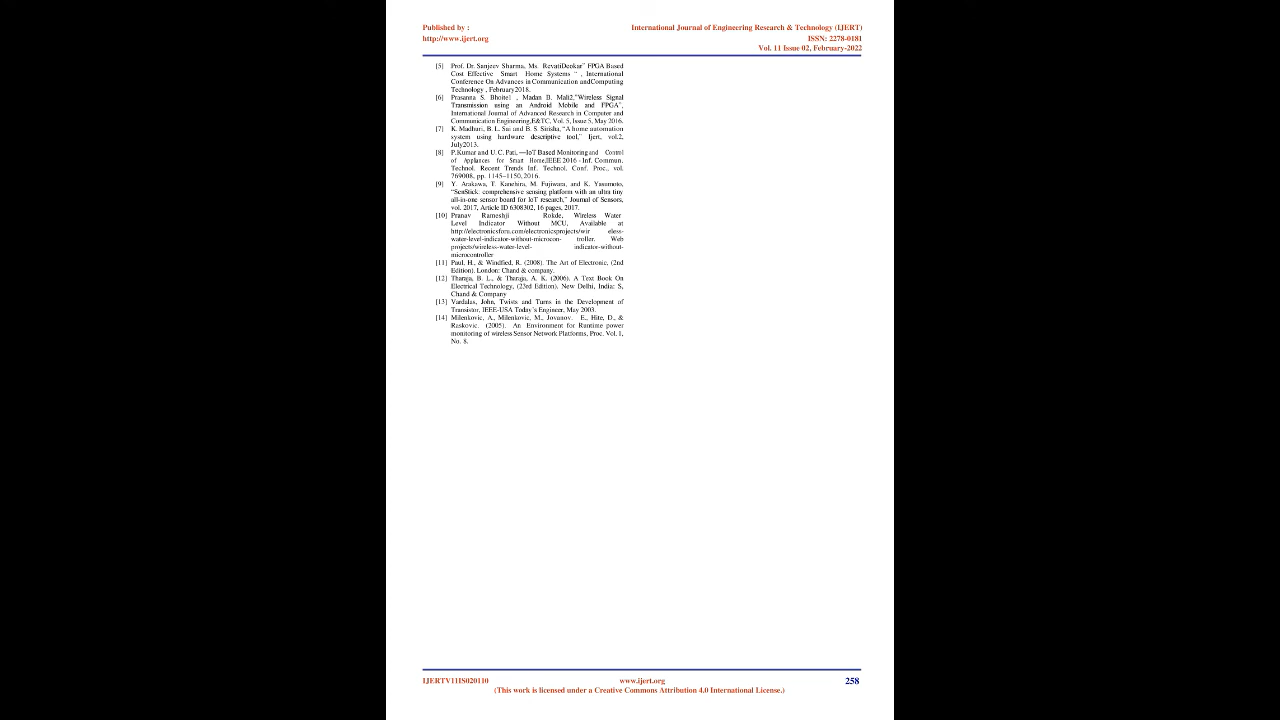 Published by :
http://www.ijert.org
International Journal of Engineering Research & Technology (IJERT)
ISSN: 2278-0181
Vol. 11 Issue 02, February-2022
[5] Prof. Dr. Sanjeev Sharma, Ms. RevatiDeokar" FPGA Based
Cost Effective Smart Home Systems " , International
Conference On Advances in Communication andComputing
Technology , February2018.
[6] Prasanna S. Bhoite1 , Madan B. Mali2,"Wireless Signal
Transmission using an Android Mobile and FPGA",
International Journal of Advanced Research in Computer and
Communication Engineering,E&TC, Vol. 5, Issue 5, May 2016.
[7] K. Madhuri, B. L. Sai and B. S. Sirisha, "A home automation
system using hardware descriptive tool," Ijert, vol.2,
July2013.
[8] P.Kumar and U. C. Pati, —IoT Based Monitoring and Control
of Appliances for Smart Home,IEEE 2016 - Inf. Commun.
Technol. Recent Trends Inf. Technol. Conf. Proc., vol.
769008, pp. 1145–1150, 2016.
[9] Y. Arakawa, T. Kanehira, M. Fujiwara, and K. Yasumoto,
"SenStick: comprehensive sensing platform with an ultra tiny
all-in-one sensor board for IoT research," Journal of Sensors,
vol. 2017, Article ID 6308302, 16 pages, 2017.
[10] Pranav Rameshji Rokde, Wireless Water
Level Indicator Without MCU, Available at
http://electronicsforu.com/electronicsprojects/wir eless-
water-level-indicator-without-microcon- troller. Web
projects/wireless-water-level- indicator-without-
microcontroller
[11] Paul, H., & Windfied, R. (2008). The Art of Electronic, (2nd
Edition). London: Chand & company.
[12] Tharaja, B. L., & Tharaja, A. K. (2006). A Text Book On
Electrical Technology, (23rd Edition). New Delhi, India: S,
Chand & Company
[13] Vardalas, John, Twists and Turns in the Development of
Transistor, IEEE-USA Today's Engineer, May 2003.
[14] Milenkovic, A., Milenkovic, M., Jovanov. E., Hite, D., &
Raskovic. (2005). An Environment for Runtime power
monitoring of wireless Sensor Network Platforms, Proc. Vol. 1,
No. 8.
IJERTV11IS020110
www.ijert.org
258
(This work is licensed under a Creative Commons Attribution 4.0 International License.)